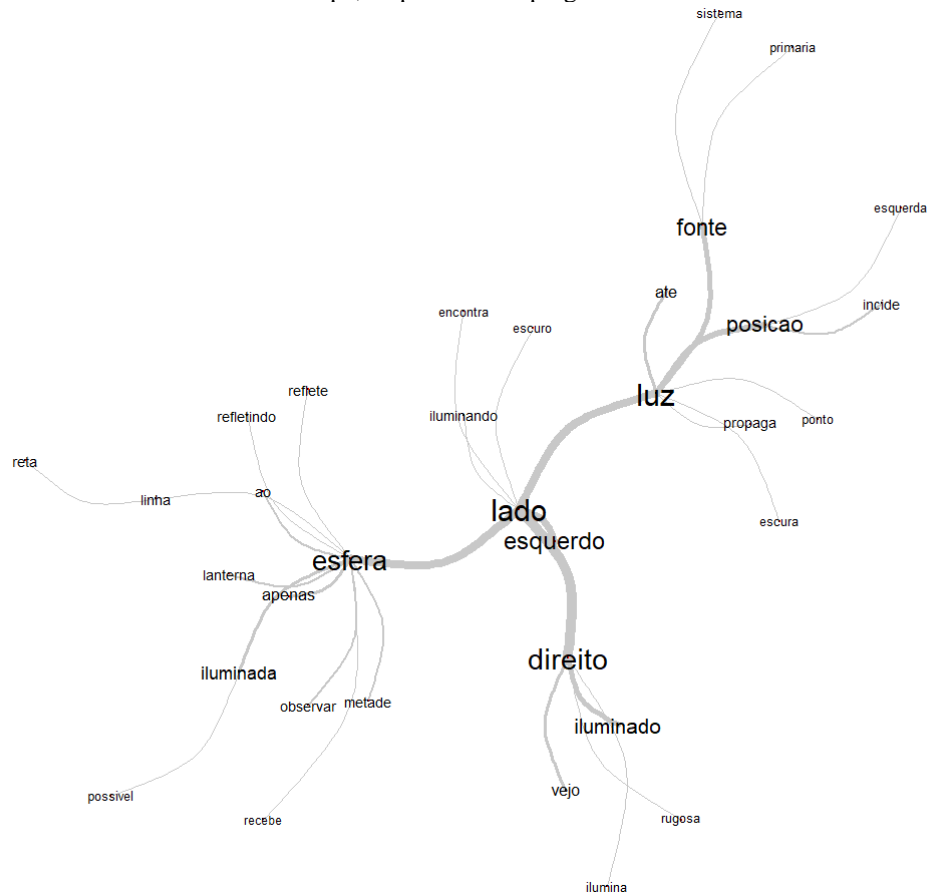 sistema
primaria
fonte
esquerda
ate
incide
posicao
encontra
escuro
luz
reflete
refletindo
iluminando
propaga
ponto
reta
linha
ao
lado
escura
esquerdo
esfera
lanterna
apenas
direito
iluminada
observar
metade
iluminado
vejo
possivel
recebe
rugosa
ilumina